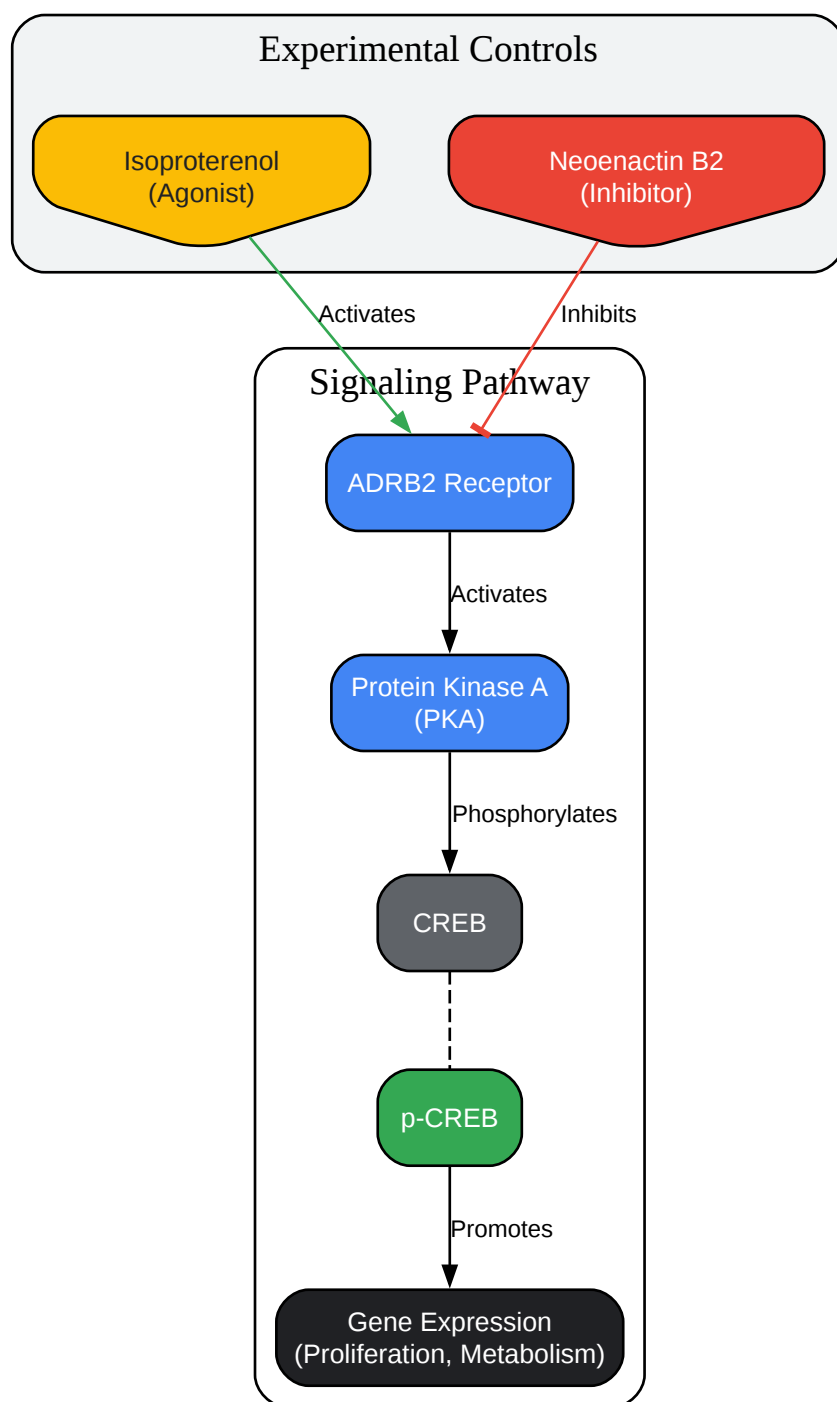 Experimental Controls
Isoproterenol
(Agonist)
Neoenactin B2
(Inhibitor)
Activates
Inhibits
Signaling Pathway
ADRB2 Receptor
Activates
Protein Kinase A
(PKA)
Phosphorylates
CREB
p-CREB
Promotes
Gene Expression
(Proliferation, Metabolism)